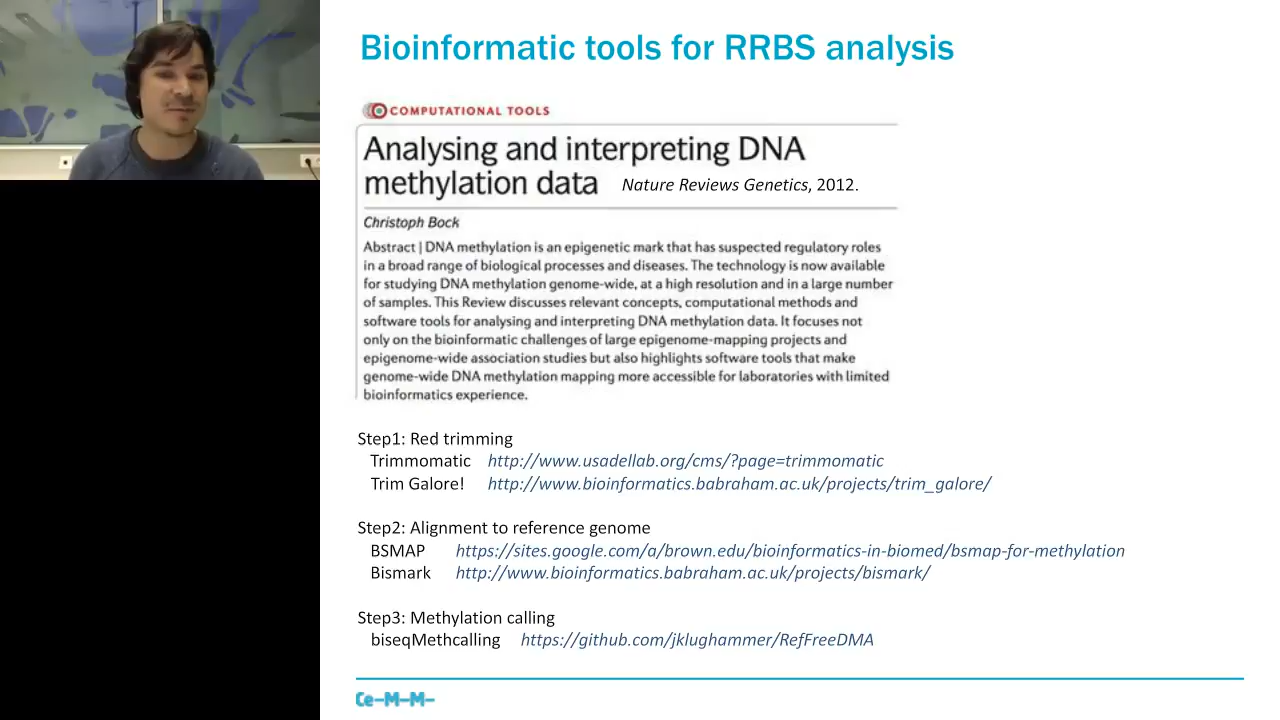 Bioinformatic tools for RRBS analysis
COMPUTATIONAL TOOLS
Analysing and interpreting DNA
methylation data Nature Reviews Genetics, 2012.
Christoph Bock
Abstract | DNA methylation is an epigenetic mark that has suspected regulatory roles
in a broad range of biological processes and diseases. The technology is now available
for studying DNA methylation genome-wide, at a high resolution and in a large number
of samples. This Review discusses relevant concepts, computational methods and
software tools for analysing and interpreting DNA methylation data. It focuses not
only on the bioinformatic challenges of large epigenome-mapping projects and
epigenome-wide association studies but also highlights software tools that make
genome-wide DNA methylation mapping more accessible for laboratories with limited
bioinformatics experience.
Step1: Red trimming
Trimmomatic http://www.usadellab.org/cms/?page=trimmomatic
Trim Galore! http://www.bioinformatics.babraham.ac.uk/projects/trim_galore/
Step2: Alignment to reference genome
BSMAP https://sites.google.com/a/brown.edu/bioinformatics-in-biomed/bsmap-for-methylation
Bismark http://www.bioinformatics.babraham.ac.uk/projects/bismark/
Step3: Methylation calling
biseqMethcalling https://github.com/jklughammer/RefFreeDMA
Ce-M-M-